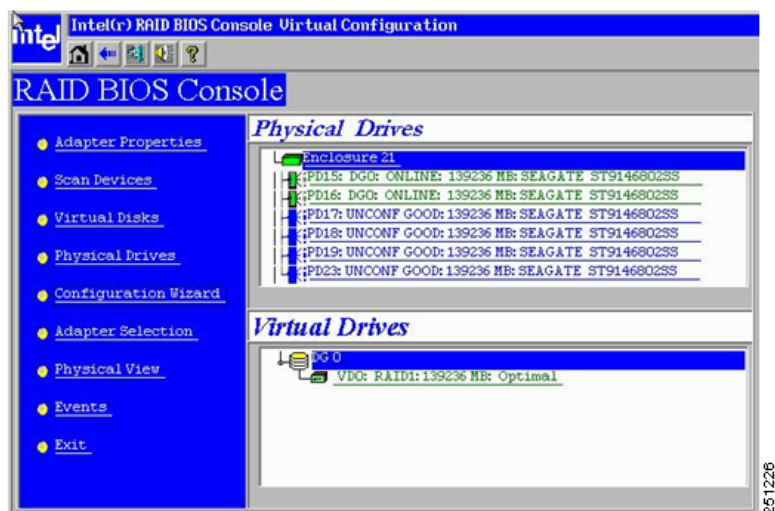 intel
Intel(r) RAID BIOS Console Virtual Configuration
RAID BIOS Console
Adapter Properties
Scan Devices
Virtual Disks
Physical Drives
Configuration Wizard
Adapter Selection
Physical View
Events
Exit
Physical Drives
Enclosure 21
PD15: DG0: ONLINE: 139236 MB: SEAGATE ST9146802SS
PD16: DG0: ONLINE: 139236 MB: SEAGATE ST9146802SS
PD17: UNCONF GOOD: 139236 MB: SEAGATE ST9146802SS
PD18: UNCONF GOOD: 139236 MB: SEAGATE ST9146802SS
PD19: UNCONF GOOD: 139236 MB: SEAGATE ST9146802SS
PD23: UNCONF GOOD: 139236 MB: SEAGATE ST9146802SS
Virtual Drives
DG 0
VD0: RAID1: 139236 MB: Optimal
251226